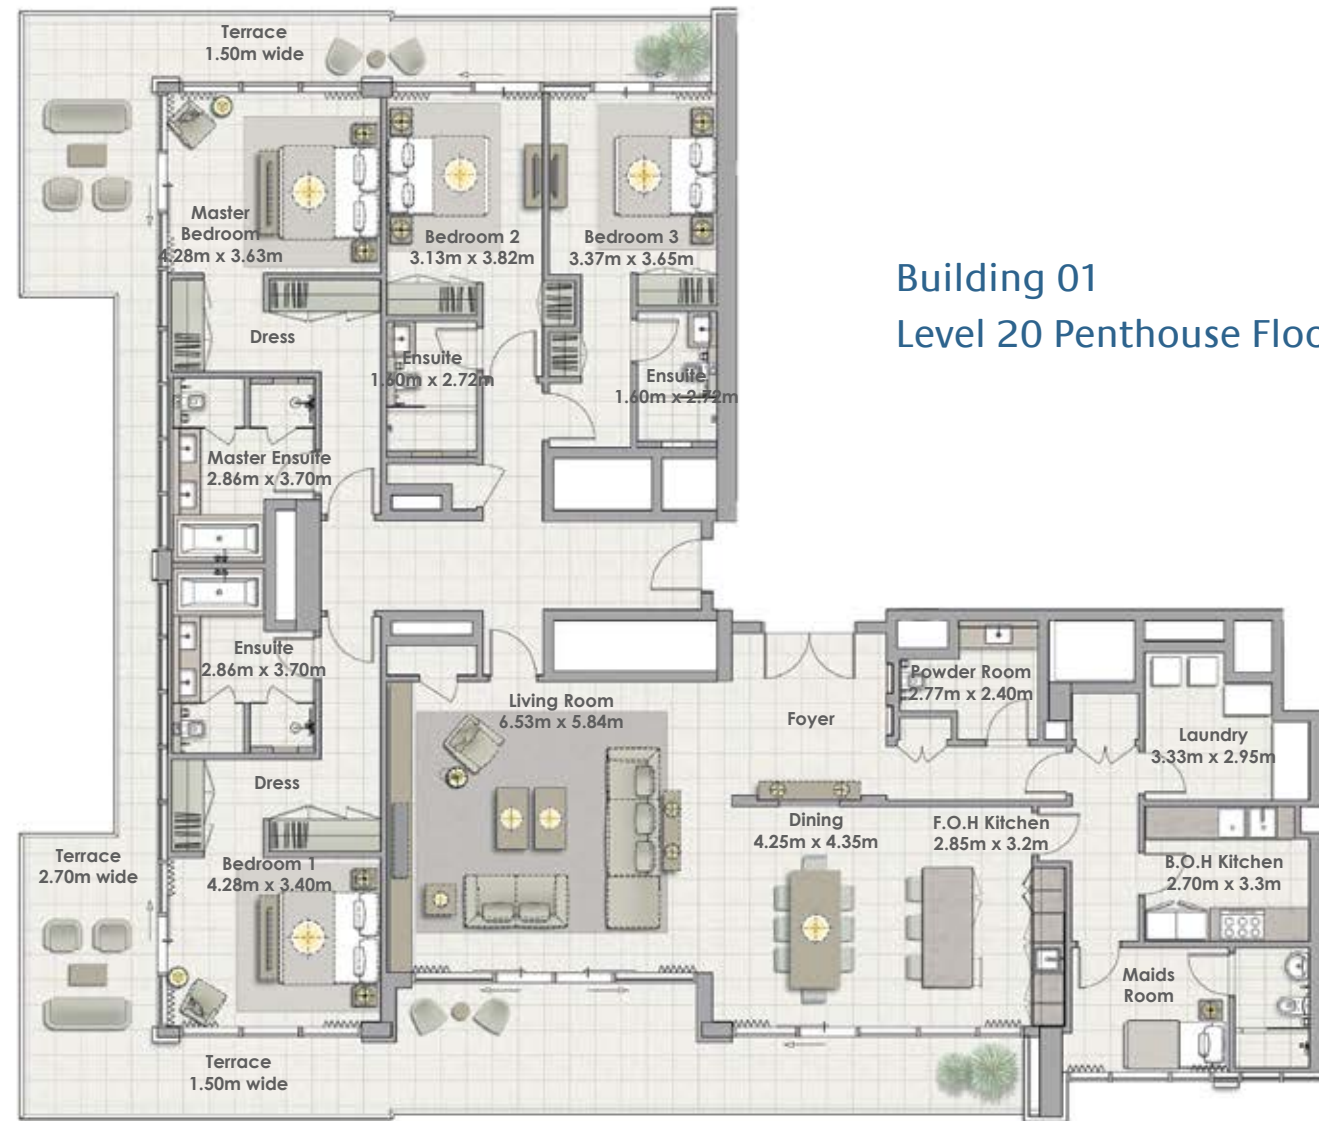 Terrace
1.50m wide
Master
Bedroom
4.28m x 3.63m
Bedroom 2
3.13m x 3.82m
Bedroom 3
3.37m x 3.65m
Building 01
Level 20 Penthouse Floo
Dress
Ensuite
1.60m x 2.72m
Ensuite
1.60m x 2.72m
Master Ensuite
2.86m x 3.70m
Ensuite
2.86m x 3.70m
Living Room
6.53m x 5.84m
Foyer
Powder Room
2.77m x 2.40m
Laundry
3.33m x 2.95m
Dress
Dining
4.25m x 4.35m
F.O.H Kitchen
2.85m x 3.2m
B.O.H Kitchen
2.70m x 3.3m
Terrace
2.70m wide
Bedroom 1
4.28m x 3.40m
Maids
Room
Terrace
1.50m wide